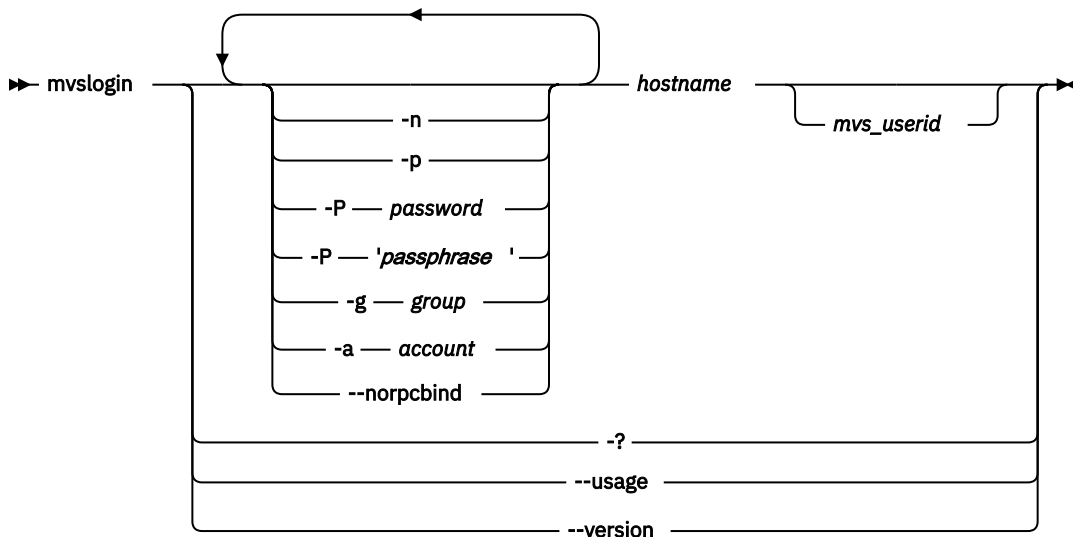 mvslogin hostname
mvs_userid
-n
-p
-P password
-P 'passphrase '
-g group
-a account
--norpcbind
-?
--usage
--version